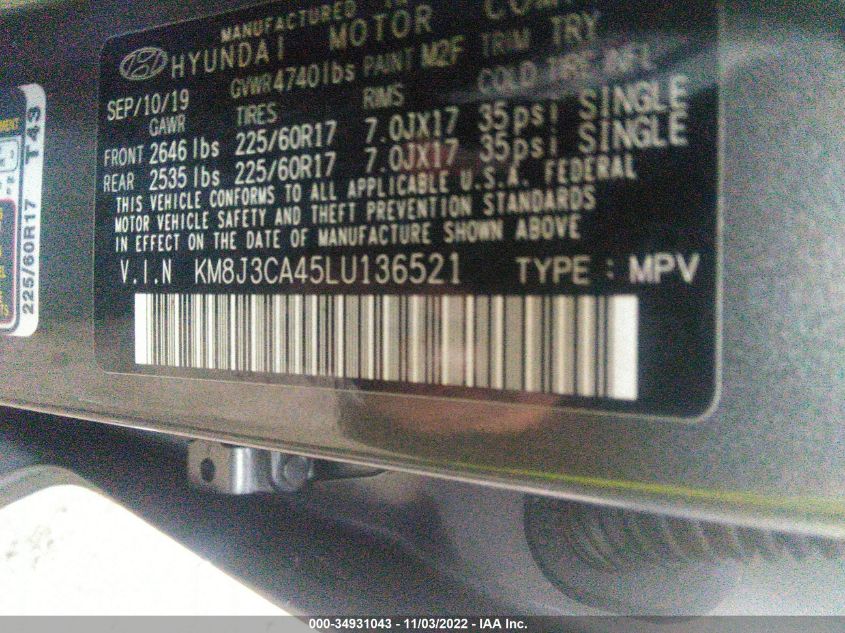 MANUFACTURED
HYUNDAI MOTOR
SEP/10/19 GVWR 4740lbs PAINT M2F TRIM TRY
GAWR TIRES RIMS COLD TIRE INFL
FRONT 2646 lbs 225/60R17 7.0JX17 35psi SINGLE
REAR 2535 lbs 225/60R17 7.0JX17 35psi SINGLE
THIS VEHICLE CONFORMS TO ALL APPLICABLE U.S.A. FEDERAL
MOTOR VEHICLE SAFETY AND THEFT PREVENTION STANDARDS
IN EFFECT ON THE DATE OF MANUFACTURE SHOWN ABOVE
V.I.N KM8J3CA45LU136521 TYPE : MPV
225/60R17 T43
000-34931043 - 11/03/2022 - IAA Inc.